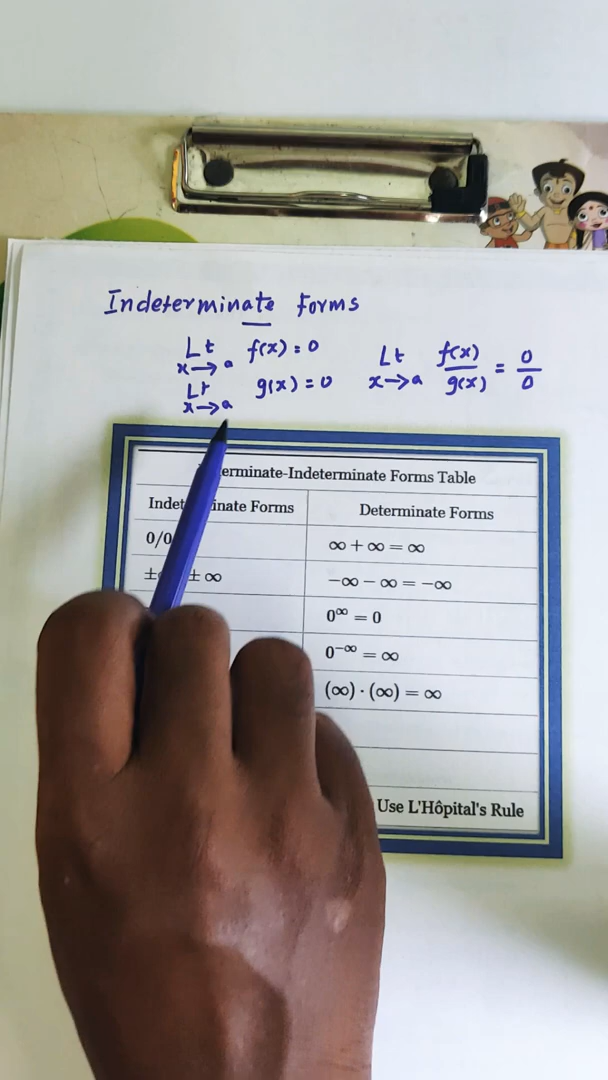 Indeterminate Forms
Lt x→a f(x) = 0
Lt x→a g(x) = 0
Lt x→a f(x)/g(x) = 0/0
erminate-Indeterminate Forms Table
Indet inate Forms Determinate Forms
0/0 ∞ + ∞ = ∞
± ±∞ −∞ − ∞ = −∞
0^∞ = 0
0^−∞ = ∞
(∞) · (∞) = ∞
Use L'Hôpital's Rule